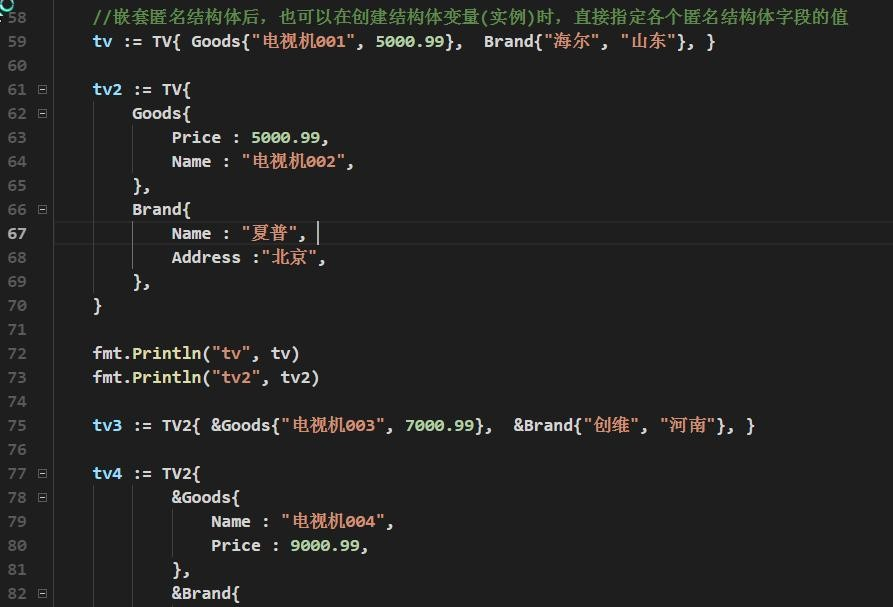 58 //嵌套匿名结构体后，也可以在创建结构体变量(实例)时，直接指定各个匿名结构体字段的值
59 tv := TV{ Goods{"电视机001", 5000.99},  Brand{"海尔", "山东"}, }
60
61 tv2 := TV{
62 Goods{
63 Price : 5000.99,
64 Name : "电视机002",
65 },
66 Brand{
67 Name : "夏普",
68 Address :"北京",
69 },
70 }
71
72 fmt.Println("tv", tv)
73 fmt.Println("tv2", tv2)
74
75 tv3 := TV2{ &Goods{"电视机003", 7000.99},  &Brand{"创维", "河南"}, }
76
77 tv4 := TV2{
78 &Goods{
79 Name : "电视机004",
80 Price : 9000.99,
81 },
82 &Brand{